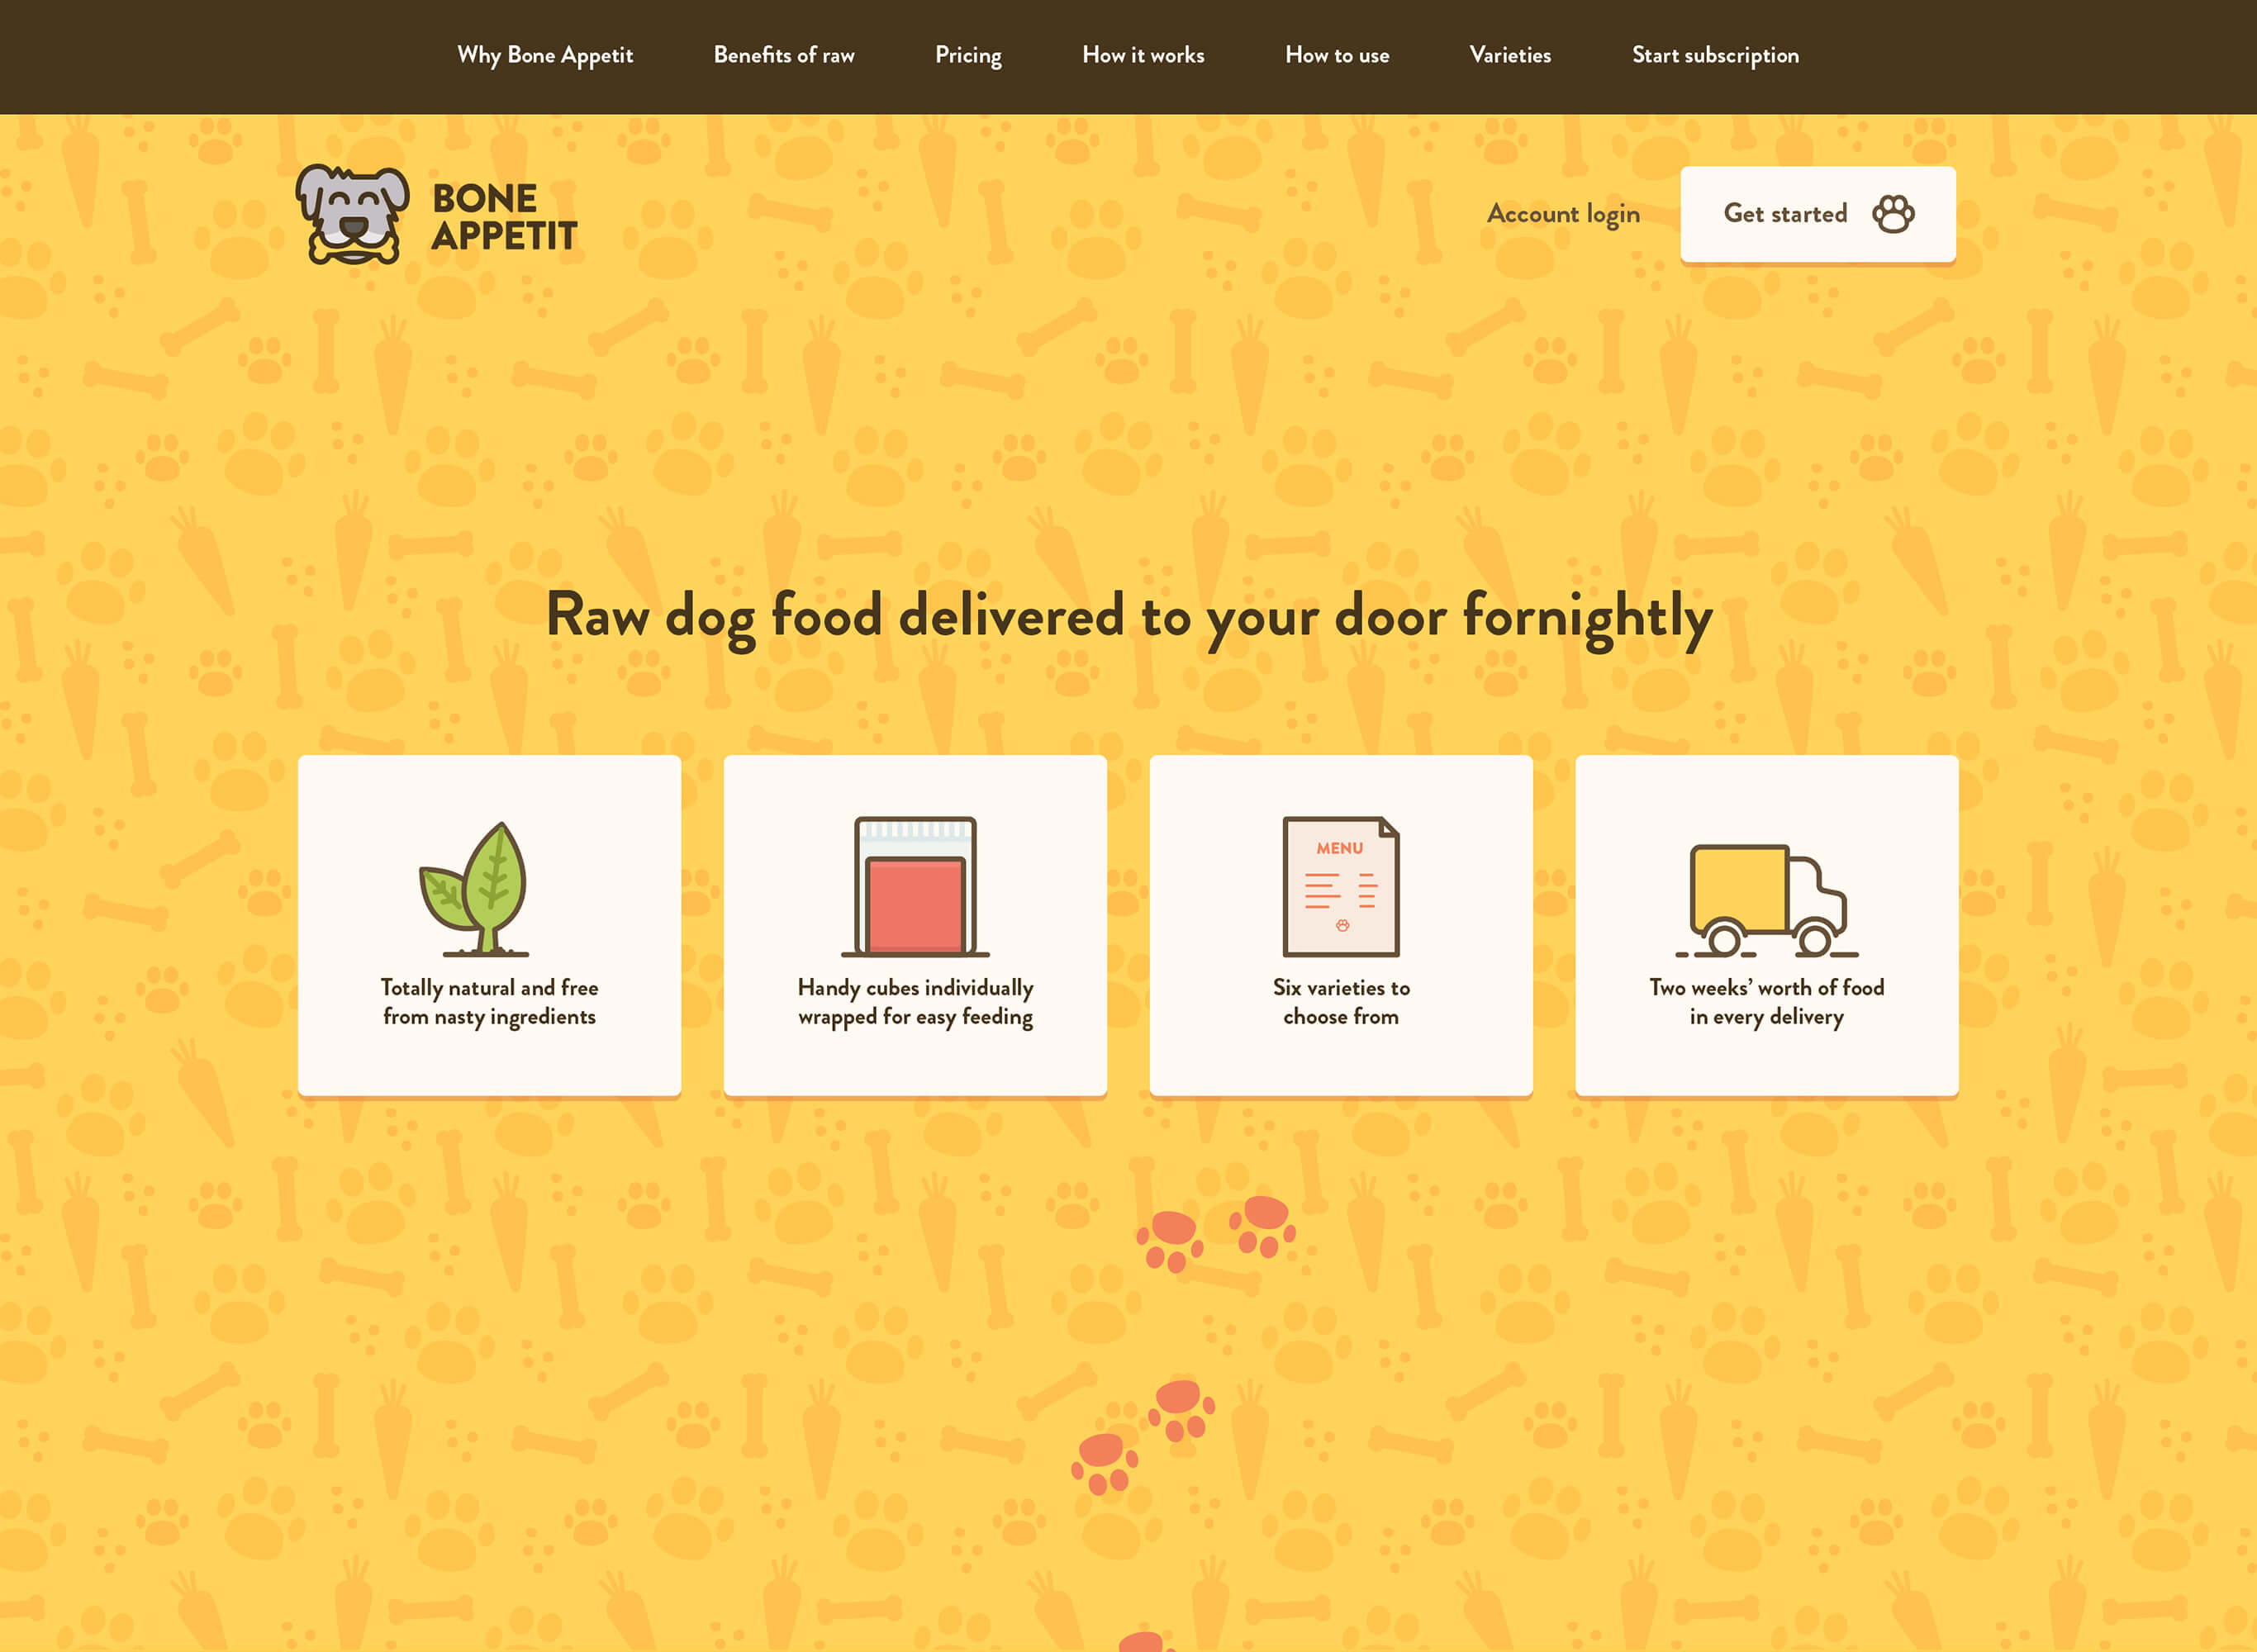 Why Bone Appetit Benefits of raw Pricing How it works How to use Varieties Start subscription
BONE
APPETIT
Account login
Get started
Raw dog food delivered to your door fornightly
Totally natural and free
from nasty ingredients
Handy cubes individually
wrapped for easy feeding
MENU
Six varieties to
choose from
Two weeks’ worth of food
in every delivery